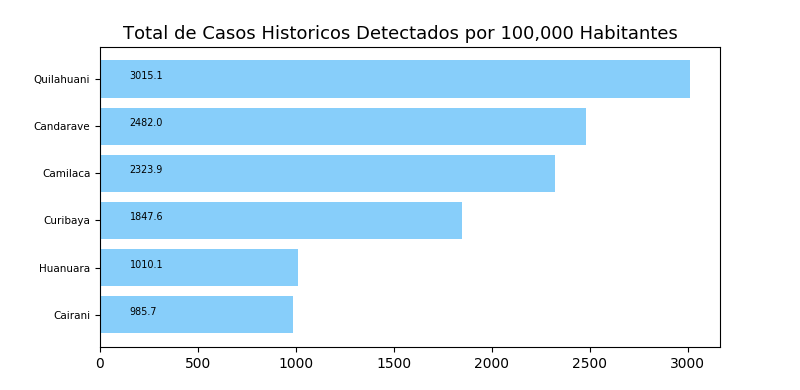 Total de Casos Historicos Detectados por 100,000 Habitantes
Quilahuani 3015.1
Candarave 2482.0
Camilaca 2323.9
Curibaya 1847.6
Huanuara 1010.1
Cairani 985.7
0 500 1000 1500 2000 2500 3000